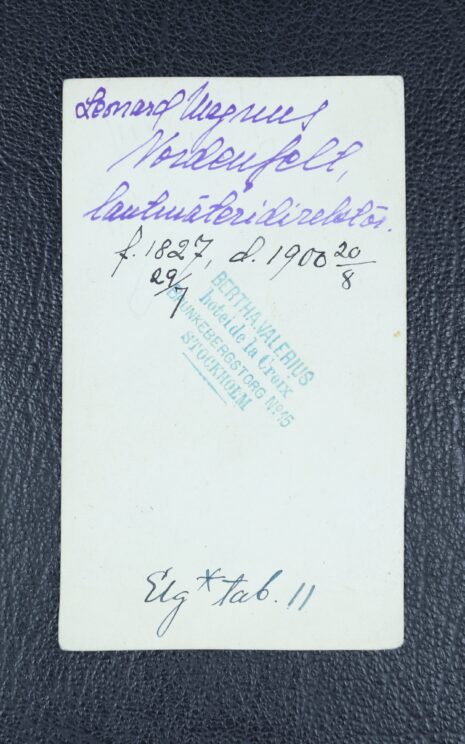 Leonard Magnus
Nordenfelt,
lantmäteridirektör.
f. 1827, d. 1900 20/8
29/7
BERTHA VALERIUS
hotel de la Croix
BRUNKEBERGSTORG No 15
STOCKHOLM
Elg* tab. 11